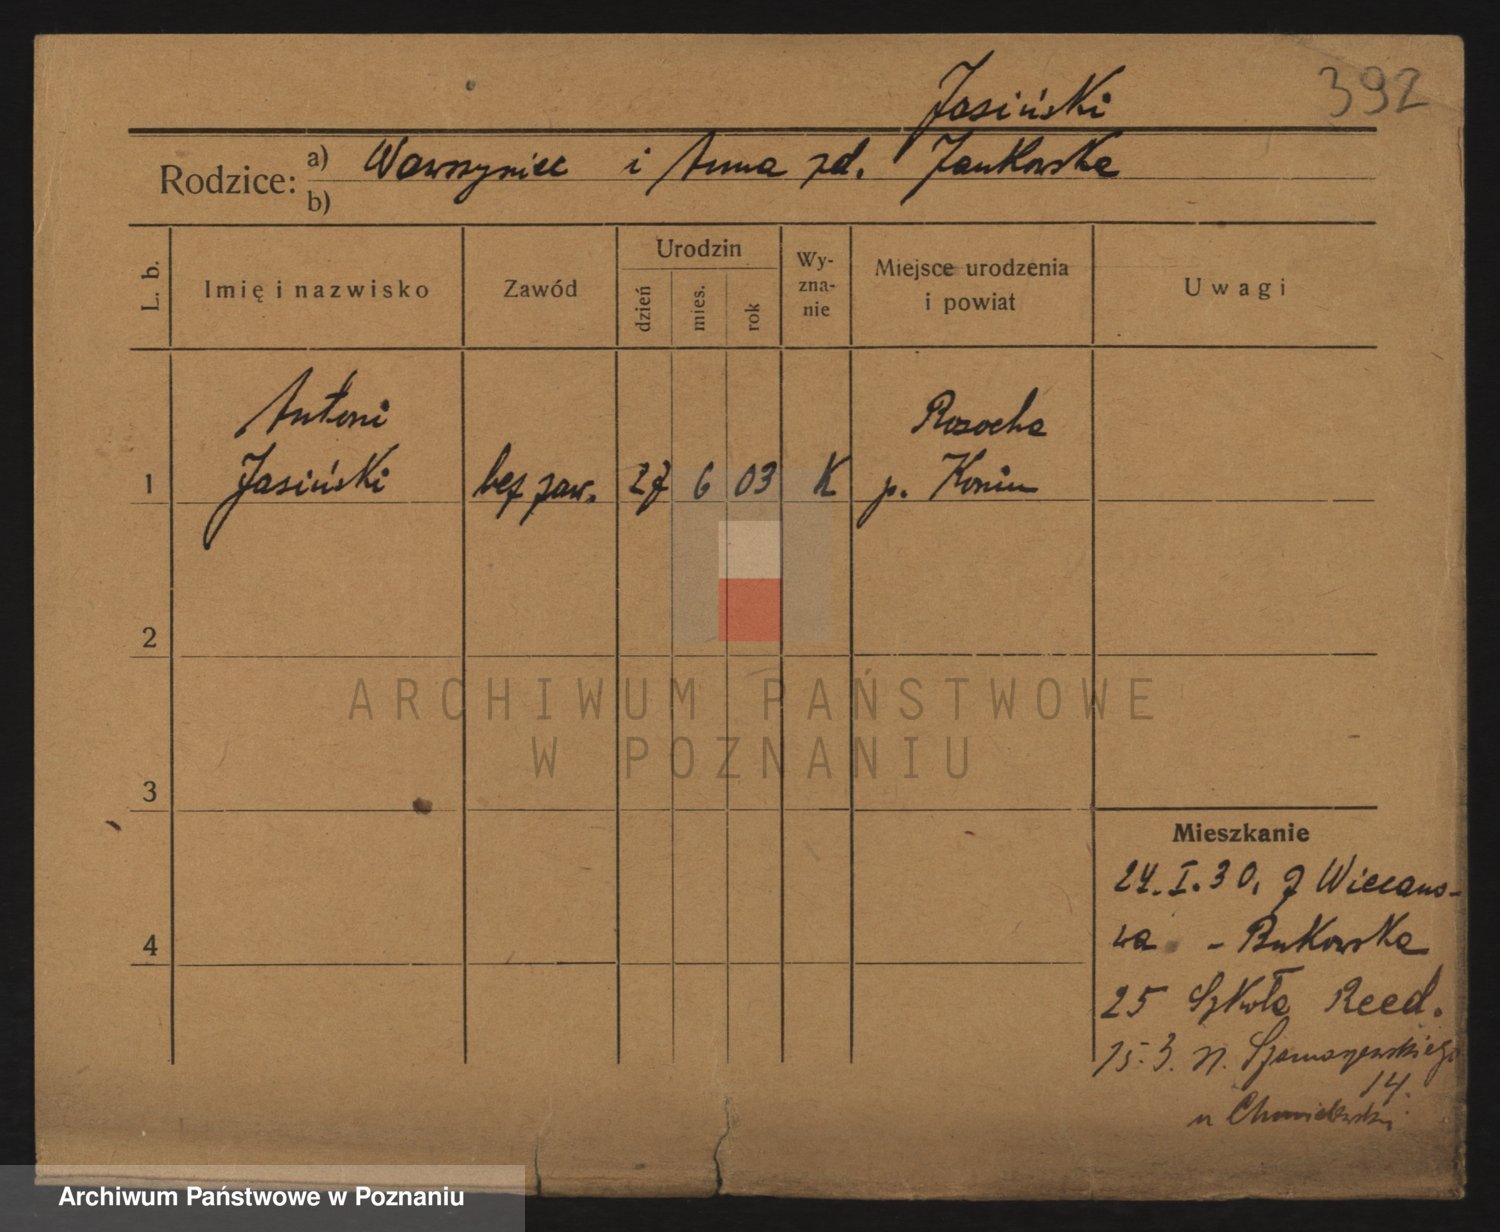 392
Jasiński
Rodzice: a) Wawrzyniec i Anna zd. Jankowska
b)
L. b.
Imię i nazwisko
Zawód
Urodzin
dzień
mies.
rok
Wy-
zna-
nie
Miejsce urodzenia
i powiat
Uwagi
Antoni
Rosocha
1 Jasiński bez zaw. 27 6 03 K p. Konin
2
ARCHIWUM PAŃSTWOWE
W POZNANIU
3
Mieszkanie
24.I.30. z
4
- Bukowska
25 Szkoła Reed.
15.3. n. Szamarzewskiego
14.
u Chmielewski
Archiwum Państwowe w Poznaniu